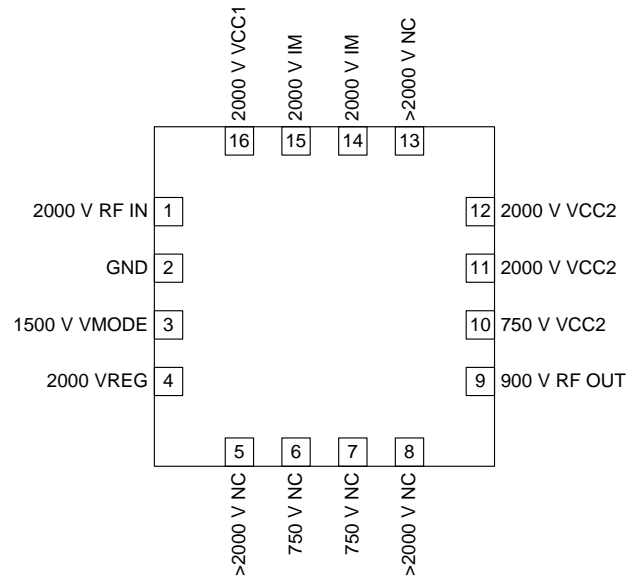 2000 V VCC1
2000 V IM
2000 V IM
>2000 V NC
16
15
14
13
2000 V RF IN
1
12
2000 V VCC2
GND
2
11
2000 V VCC2
1500 V VMODE
3
10
750 V VCC2
2000 VREG
4
9
900 V RF OUT
5
6
7
8
>2000 V NC
750 V NC
750 V NC
>2000 V NC